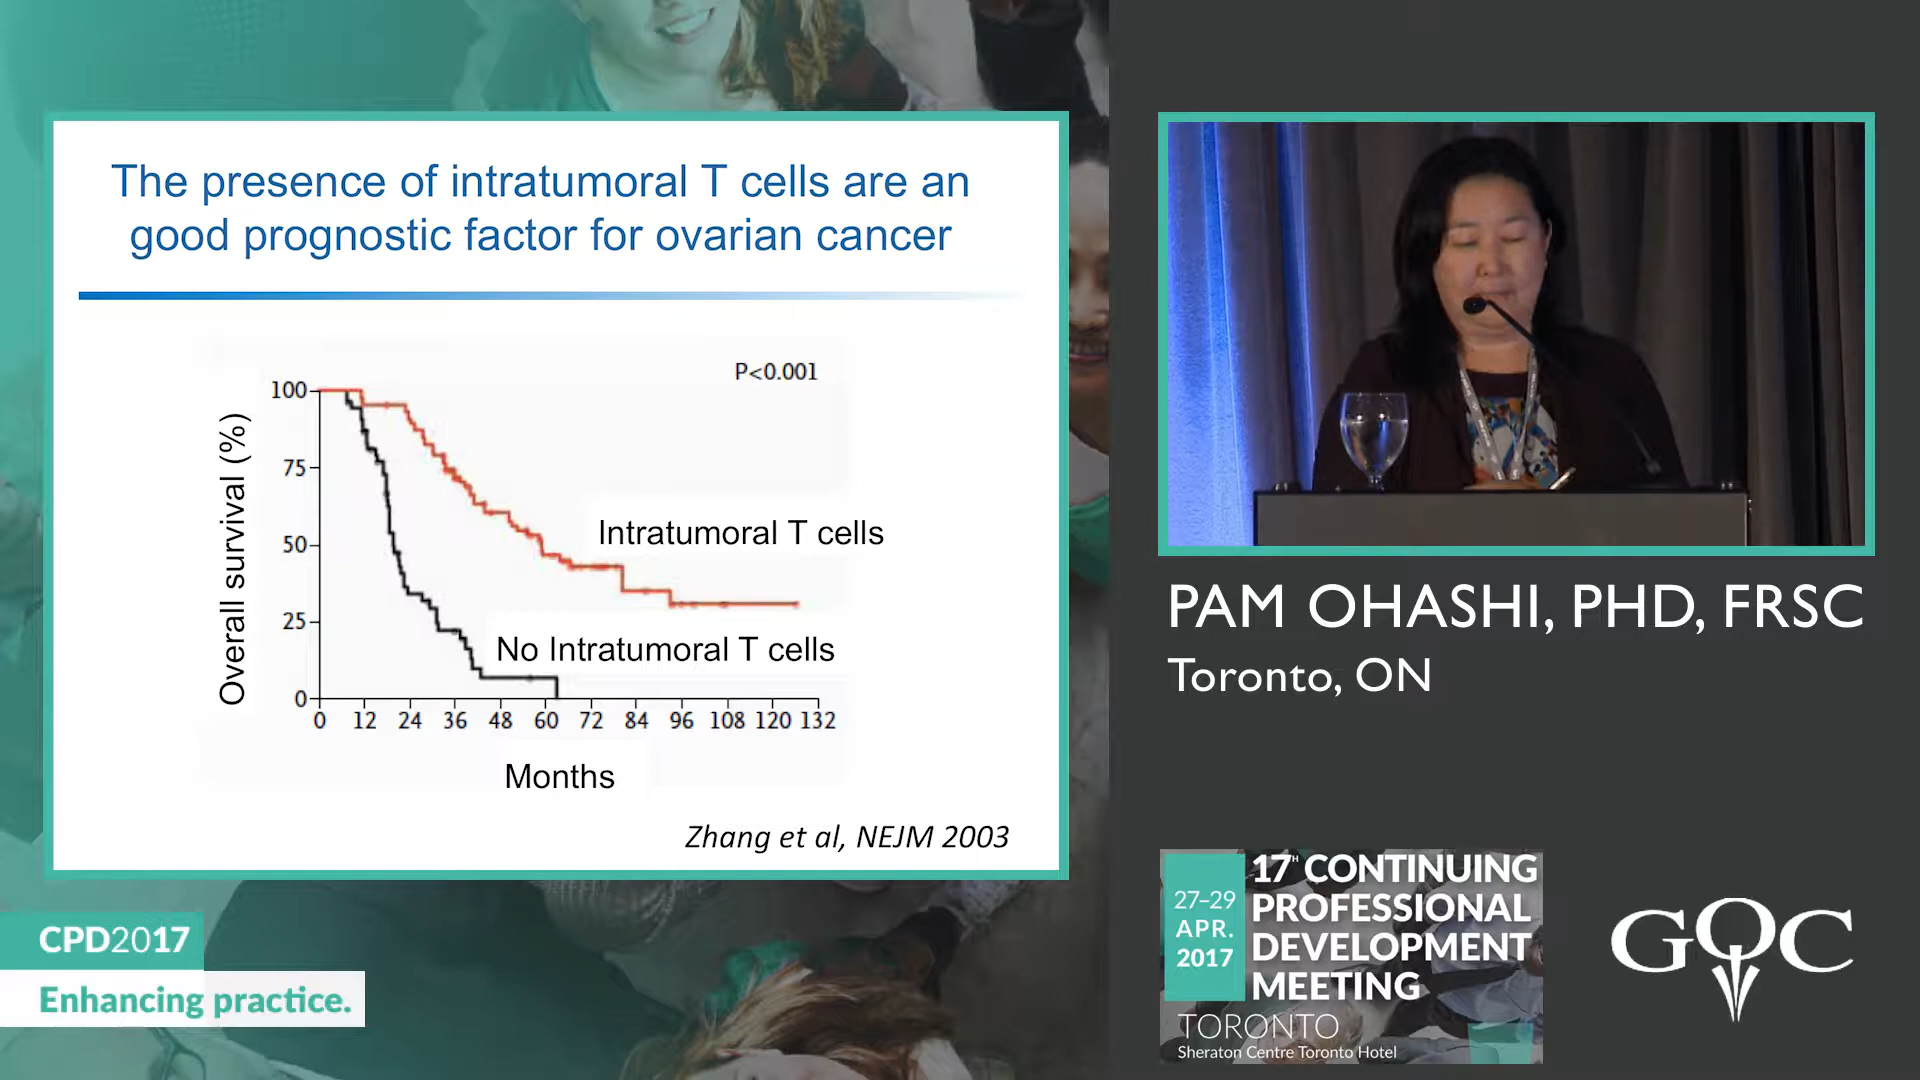 The presence of intratumoral T cells are an
good prognostic factor for ovarian cancer
P<0.001
Overall survival (%)
100
75
50
25
0
Intratumoral T cells
No Intratumoral T cells
0 12 24 36 48 60 72 84 96 108 120 132
Months
Zhang et al, NEJM 2003
CPD2017
Enhancing practice.
PAM OHASHI, PHD, FRSC
Toronto, ON
27–29
APR.
2017
17TH CONTINUING
PROFESSIONAL
DEVELOPMENT
MEETING
TORONTO
Sheraton Centre Toronto Hotel
GOC